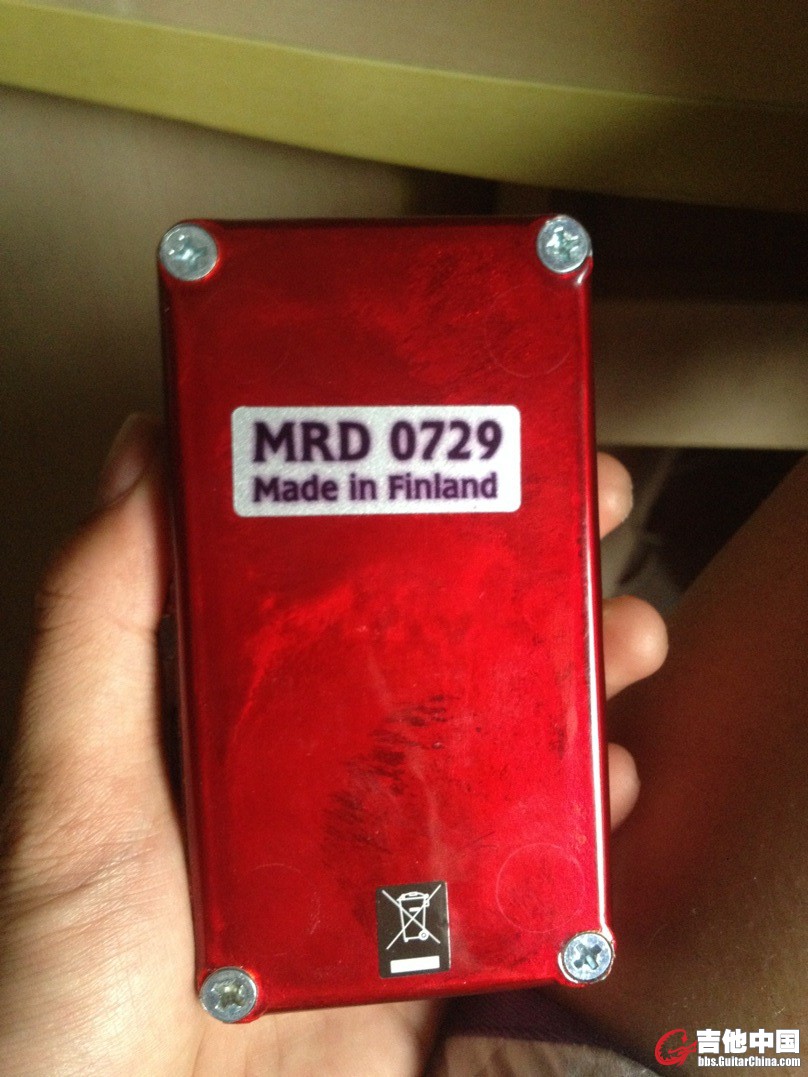 MRD 0729
Made in Finland
吉他中国
bbs.GuitarChina.com